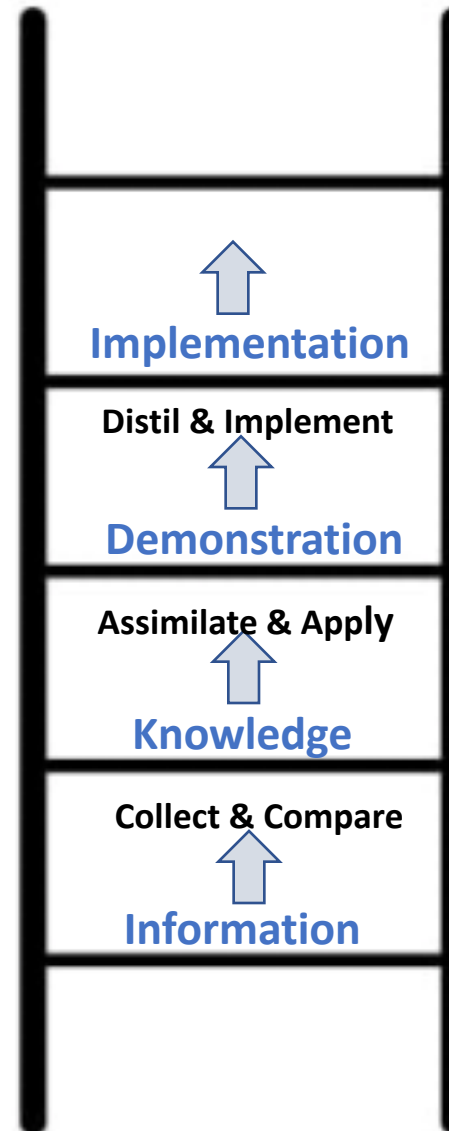 Implementation
Distil & Implement
Demonstration
Assimilate & Apply
Knowledge
Collect & Compare
Information